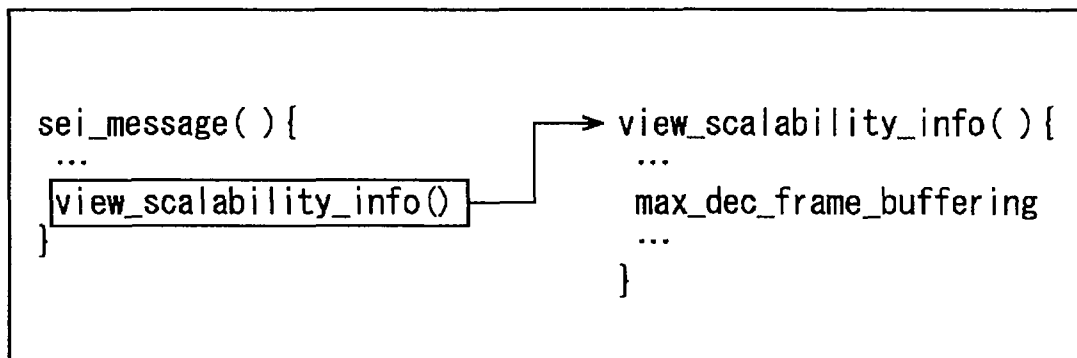 sei_message( ){
...
view_scalability_info()
}
view_scalability_info( ){
...
max_dec_frame_buffering
...
}